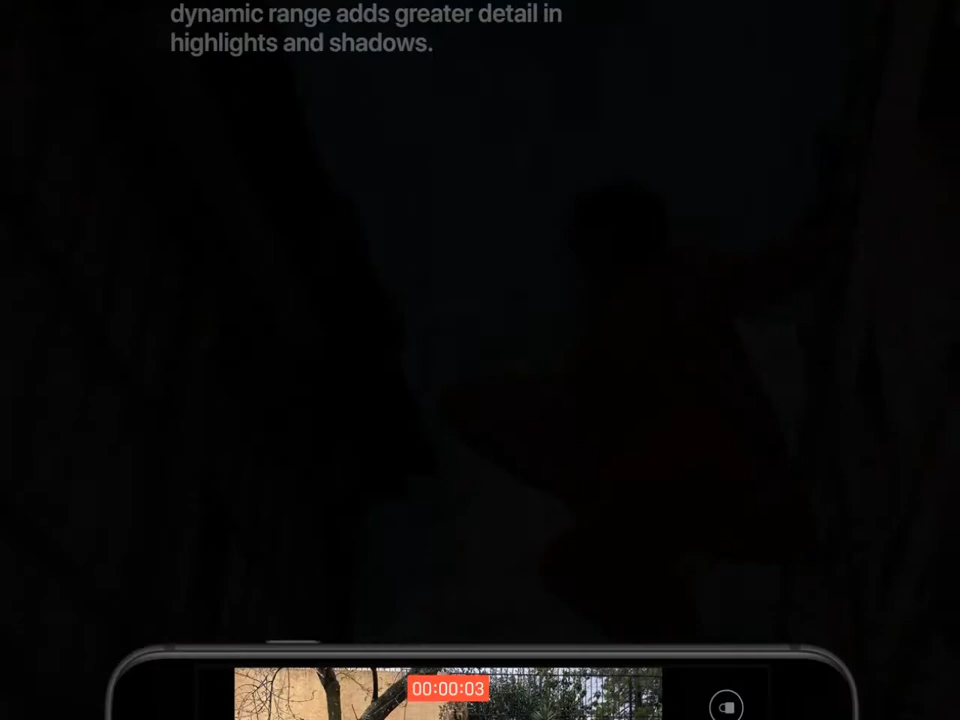 dynamic range adds greater detail in
highlights and shadows.
00:00:03